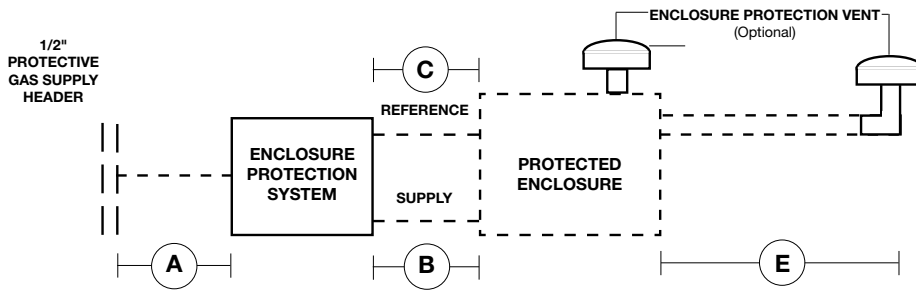 ENCLOSURE PROTECTION VENT
(Optional)
1/2"
PROTECTIVE
GAS SUPPLY
HEADER
C
REFERENCE
ENCLOSURE
PROTECTION
SYSTEM
PROTECTED
ENCLOSURE
SUPPLY
A
B
E